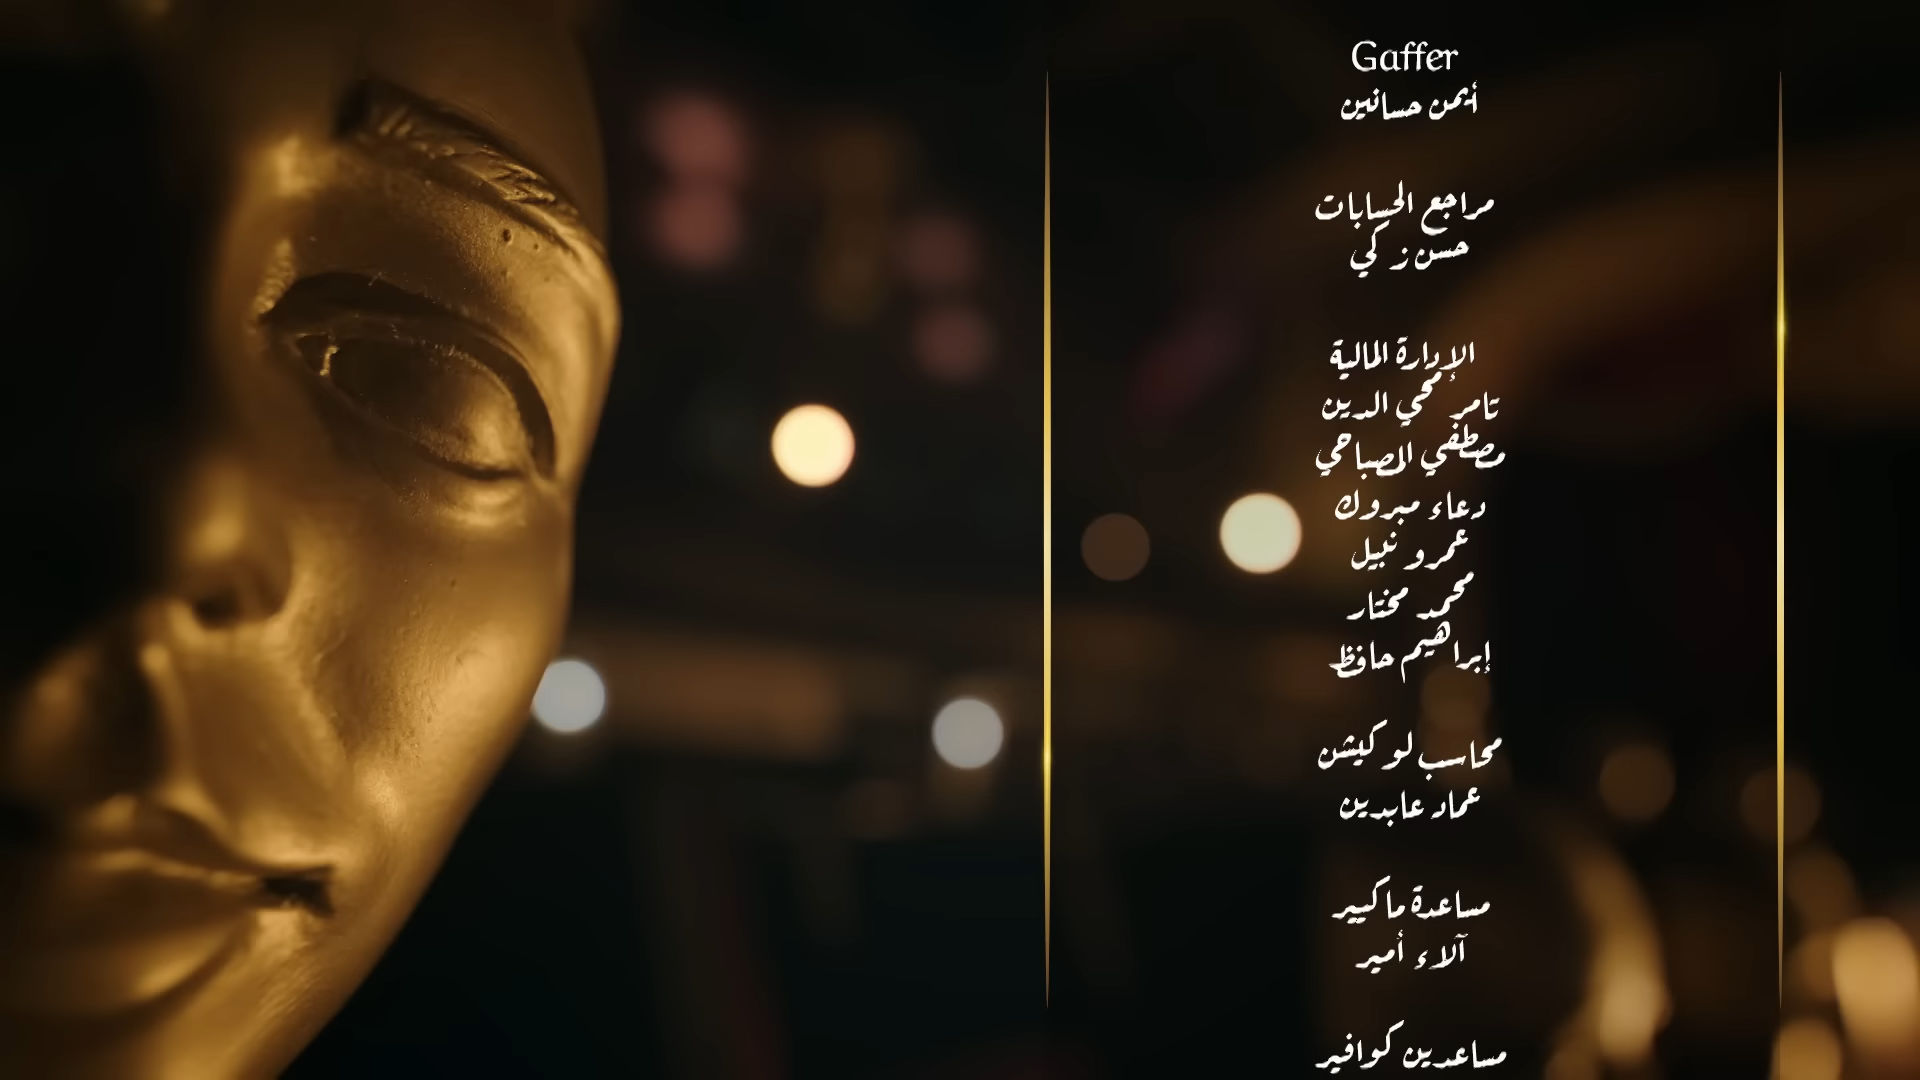 Gaffer
أيمن حسانين
مراجع الحسابات
حسن زكي
الإدارة المالية
تامر محي الدين
مصطفي المصباحي
دعاء مبروك
عمرو نبيل
محمد مختار
إبراهيم حافظ
محاسب لوكيشن
عماد عابدين
مساعدة ماكيير
آلاء أمير
مساعدين كوافير